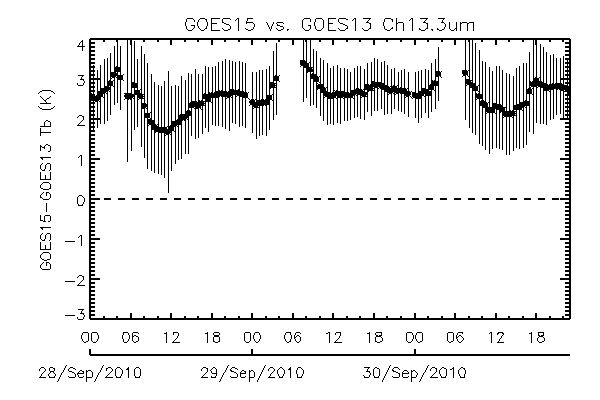 GOES15 vs. GOES13 Ch13.3um
GOES15-GOES13 Tb (K)
4
3
2
1
0
-1
-2
-3
00 06 12 18 00 06 12 18 00 06 12 18
28/Sep/2010 29/Sep/2010 30/Sep/2010